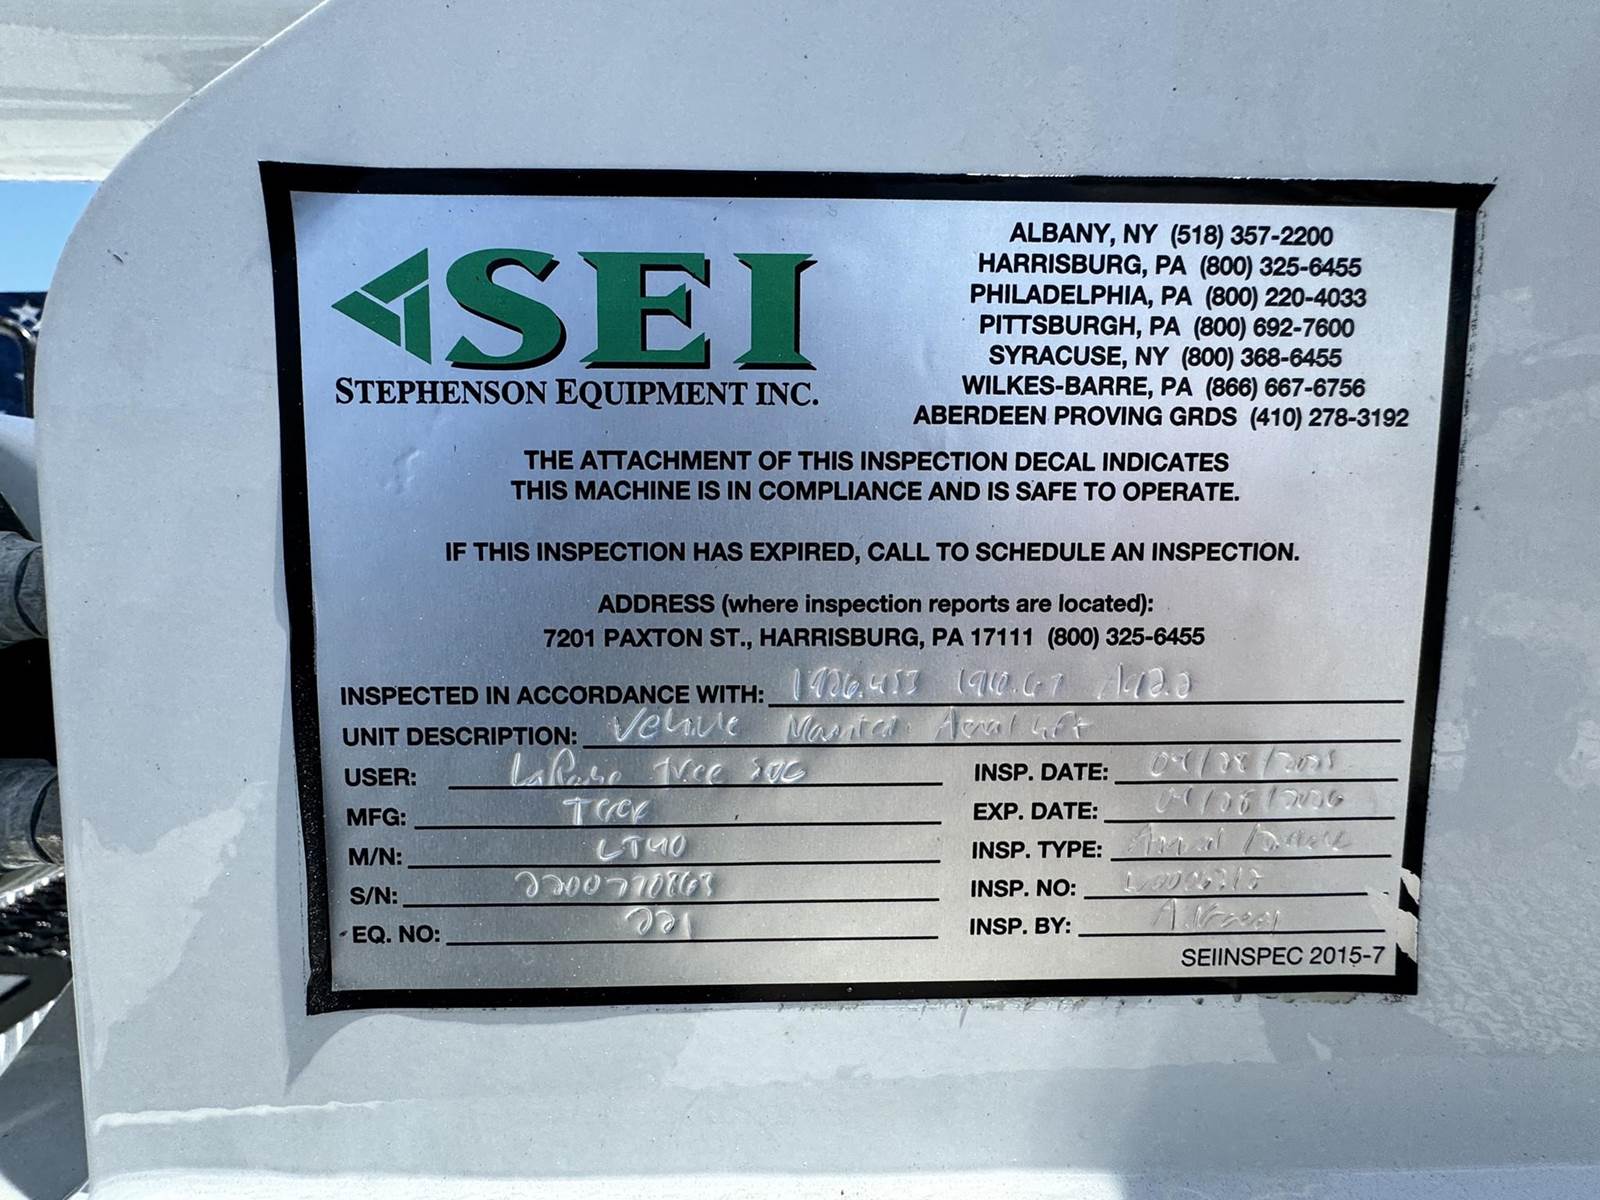 SEI
STEPHENSON EQUIPMENT INC.
ALBANY, NY (518) 357-2200
HARRISBURG, PA (800) 325-6455
PHILADELPHIA, PA (800) 220-4033
PITTSBURGH, PA (800) 692-7600
SYRACUSE, NY (800) 368-6455
WILKES-BARRE, PA (866) 667-6756
ABERDEEN PROVING GRDS (410) 278-3192
THE ATTACHMENT OF THIS INSPECTION DECAL INDICATES
THIS MACHINE IS IN COMPLIANCE AND IS SAFE TO OPERATE.
IF THIS INSPECTION HAS EXPIRED, CALL TO SCHEDULE AN INSPECTION.
ADDRESS (where inspection reports are located):
7201 PAXTON ST., HARRISBURG, PA 17111 (800) 325-6455
INSPECTED IN ACCORDANCE WITH: 1926.453 1910.67 A92.2
UNIT DESCRIPTION: Vehicle Mounted Aerial Lift
USER: Tree
MFG: Terex
M/N: LT40
S/N:
EQ. NO: 221
INSP. DATE:
EXP. DATE:
INSP. TYPE: Annual
INSP. NO:
INSP. BY: A.
SEIINSPEC 2015-7